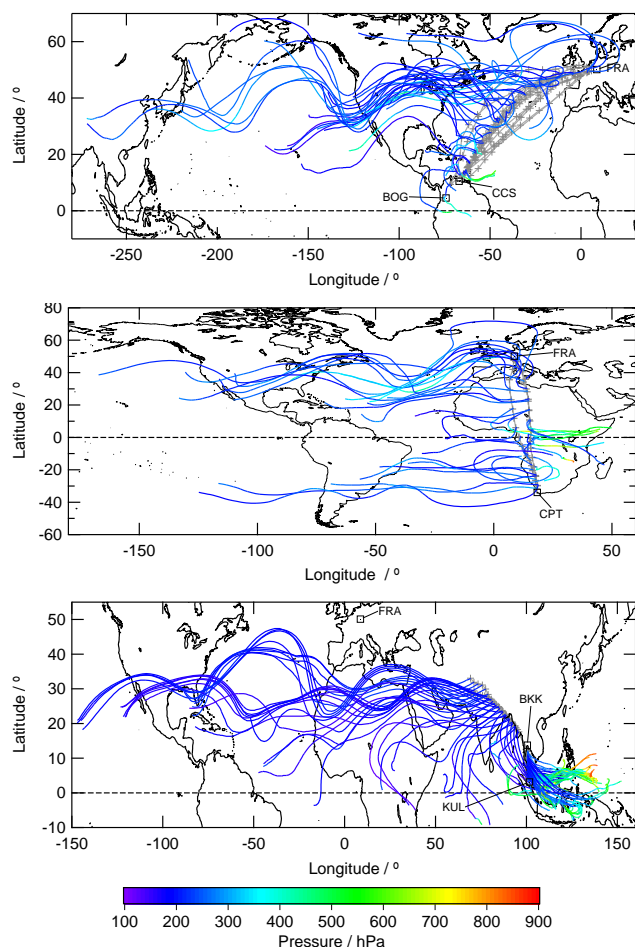 60
40
20
0
Latitude / º
FRA
BOG
CCS
-250
-200
-150
-100
-50
0
Longitude / º
80
60
40
20
0
-20
-40
-60
Latitude / º
FRA
CPT
-150
-100
-50
0
50
Longitude / º
50
40
30
20
10
0
-10
Latitude / º
FRA
BKK
KUL
-150
-100
-50
0
50
100
150
Longitude / º
100 200 300 400 500 600 700 800 900
Pressure / hPa